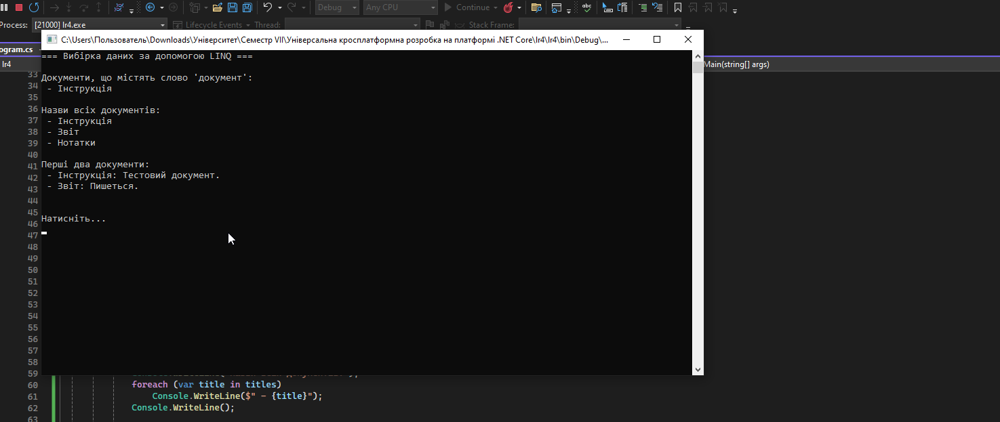 Debug Any CPU Continue
Process: [21000] lr4.exe Lifecycle Events Thread: Stack Frame:
ogram.cs
C:\Users\Пользователь\Downloads\Університет\Семестр VII\Універсальна кросплатформна розробка на платформі .NET Core\lr4\lr4\bin\Debug\...
lr4
Main(string[] args)
=== Вибірка даних за допомогою LINQ ===
33
Документи, що містять слово 'документ':
34
- Інструкція
35
36
Назви всіх документів:
37
- Інструкція
38
- Звіт
39
- Нотатки
40
41
Перші два документи:
42
- Інструкція: Тестовий документ.
43
- Звіт: Пишеться.
44
45
46
Натисніть...
47
48
49
50
51
52
53
54
55
56
57
58
59
60 foreach (var title in titles)
61 Console.WriteLine($" - {title}");
62 Console.WriteLine();
63